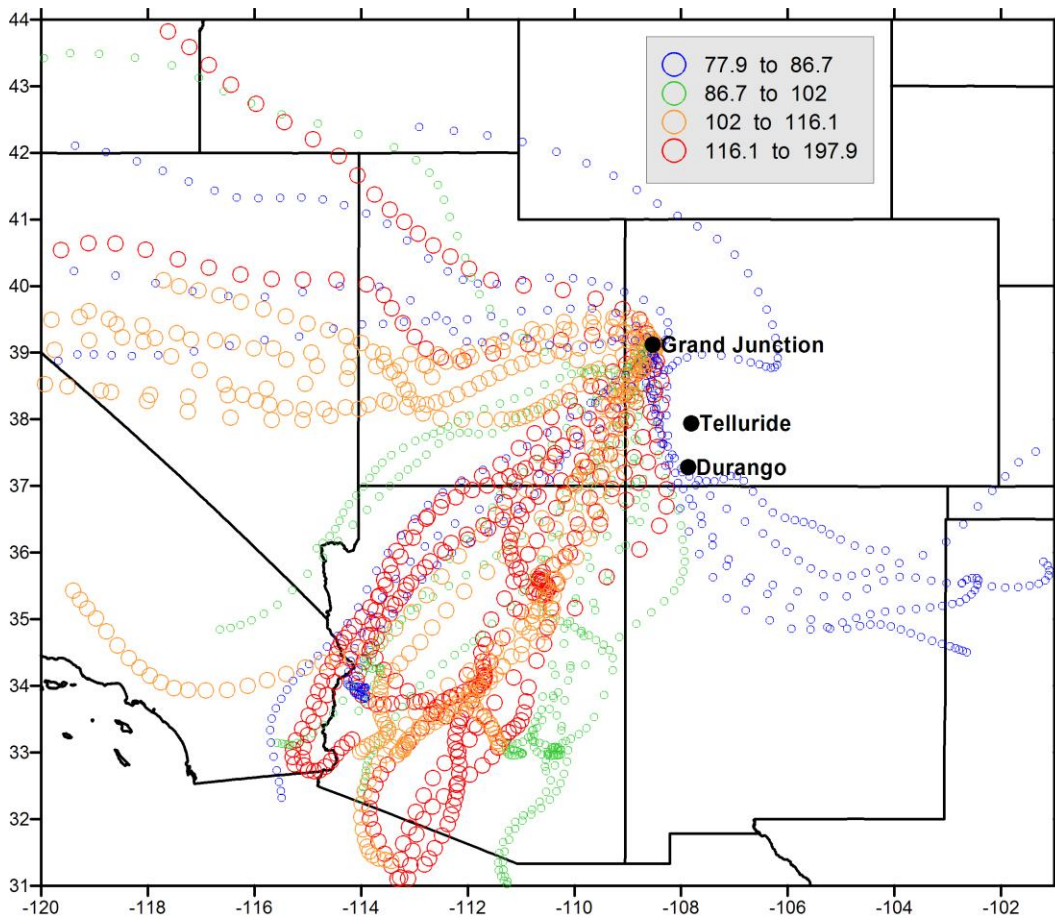 44
43
42
41
40
39
38
37
36
35
34
33
32
31
77.9 to 86.7
86.7 to 102
102 to 116.1
116.1 to 197.9
Grand Junction
Telluride
Durango
-120 -118 -116 -114 -112 -110 -108 -106 -104 -102